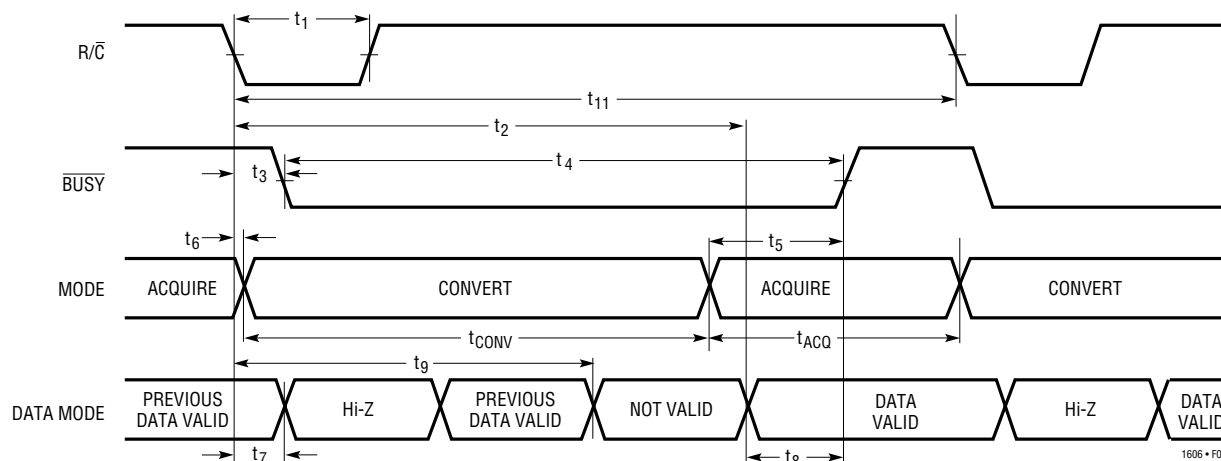 t1
R/C̅
t11
t2
t3
t4
B̅U̅S̅Y̅
t6
t5
MODE
ACQUIRE
CONVERT
ACQUIRE
CONVERT
tCONV
tACQ
t9
DATA MODE
PREVIOUS
DATA VALID
Hi-Z
PREVIOUS
DATA VALID
NOT VALID
DATA
VALID
Hi-Z
DATA
VALID
t7
t8
1606 • F0